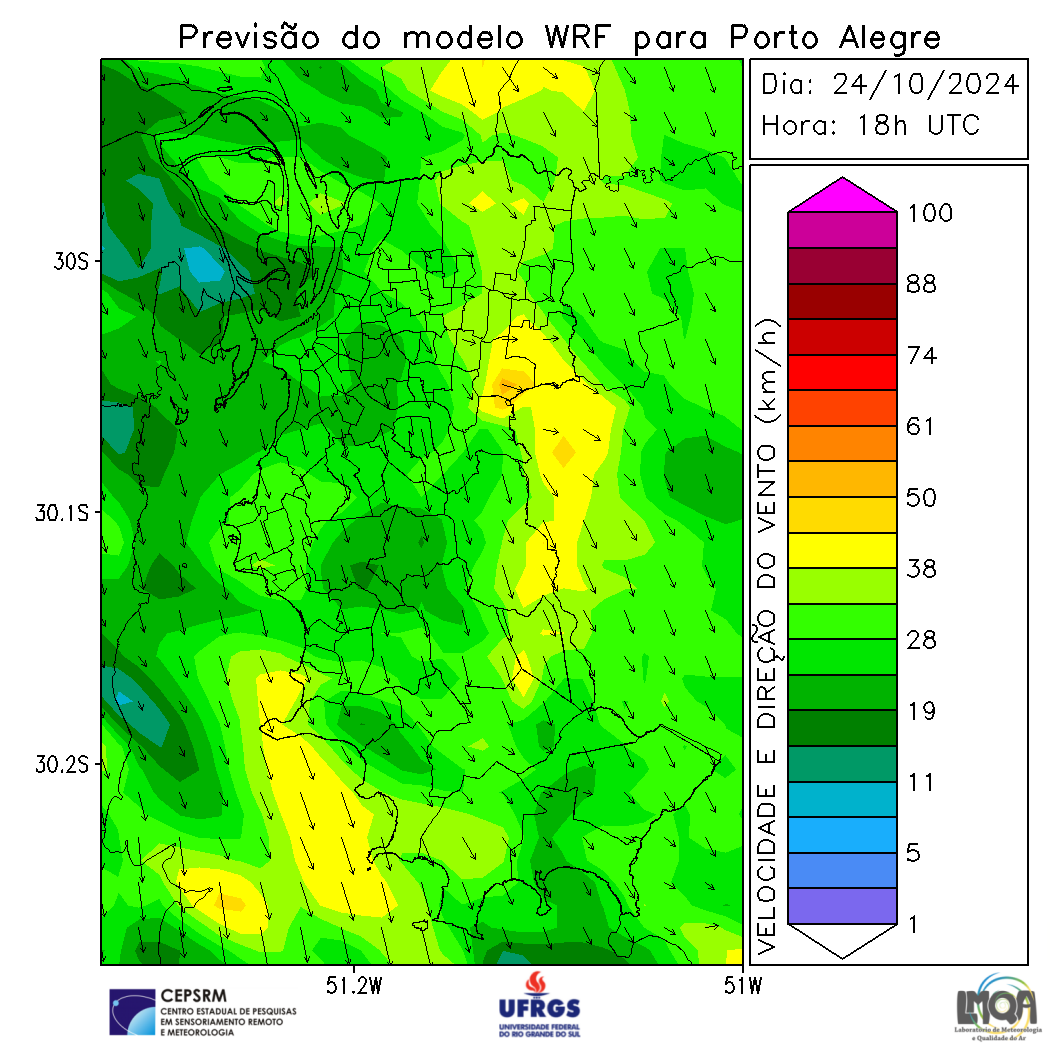 Previsão do modelo WRF para Porto Alegre
Dia: 24/10/2024
Hora: 18h UTC
100
88
74
61
50
38
28
19
11
5
1
VELOCIDADE E DIREÇÃO DO VENTO (km/h)
30S
30.1S
30.2S
51.2W
51W
CEPSRM
CENTRO ESTADUAL DE PESQUISAS
EM SENSORIAMENTO REMOTO
E METEOROLOGIA
UFRGS
UNIVERSIDADE FEDERAL
DO RIO GRANDE DO SUL
LMQA
Laboratório de Meteorologia
e Qualidade do Ar